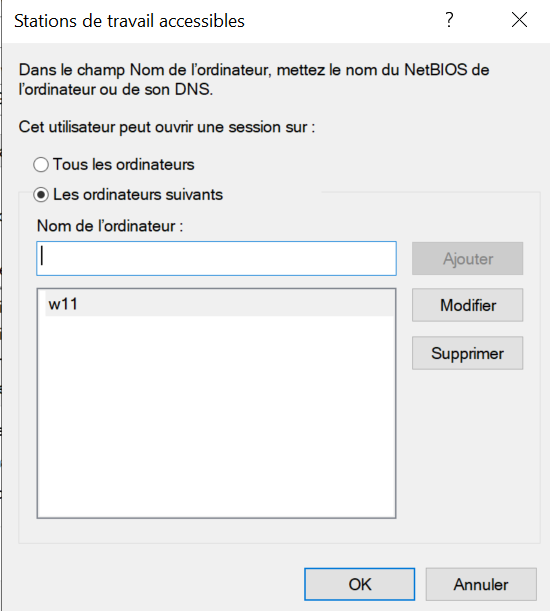 Stations de travail accessibles
?
Dans le champ Nom de l'ordinateur, mettez le nom du NetBIOS de
l'ordinateur ou de son DNS.
Cet utilisateur peut ouvrir une session sur :
Tous les ordinateurs
Les ordinateurs suivants
Nom de l'ordinateur :
Ajouter
w11
Modifier
Supprimer
OK
Annuler